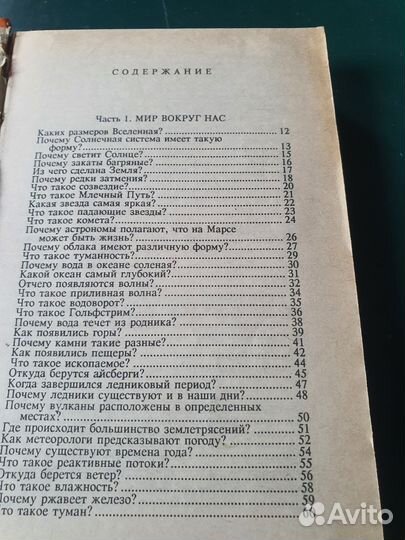 СОДЕРЖАНИЕ
Часть 1. МИР ВОКРУГ НАС
Каких размеров Вселенная? 12
Почему Солнечная система имеет такую
форму? 13
Почему светит Солнце? 15
Почему закаты багряные? 16
Из чего сделана Земля? 17
Почему редки затмения? 18
Что такое созвездие? 20
Что такое Млечный Путь? 21
Какая звезда самая яркая? 22
Что такое падающие звезды? 23
Что такое комета? 24
Почему астрономы полагают, что на Марсе
может быть жизнь? 26
Почему облака имеют различную форму? 27
Что такое туманность? 29
Почему вода в океане соленая? 30
Какой океан самый глубокий? 31
Отчего появляются волны? 32
Что такое приливная волна? 34
Что такое водоворот? 35
Что такое Гольфстрим? 36
Почему вода течет из родника? 38
Как появились горы? 39
Почему камни такие разные? 41
Как появились пещеры? 42
Что такое ископаемое? 44
Откуда берутся айсберги? 45
Когда завершился ледниковый период? 47
Почему ледники существуют и в наши дни? 48
Почему вулканы расположены в определенных
местах? 50
Где происходит большинство землетрясений? 51
Как метеорологи предсказывают погоду? 52
Почему существуют времена года? 54
Что такое реактивные потоки? 55
Откуда берется ветер? 56
Что такое влажность? 58
Почему ржавеет железо? 59
Что такое туман?
Avito